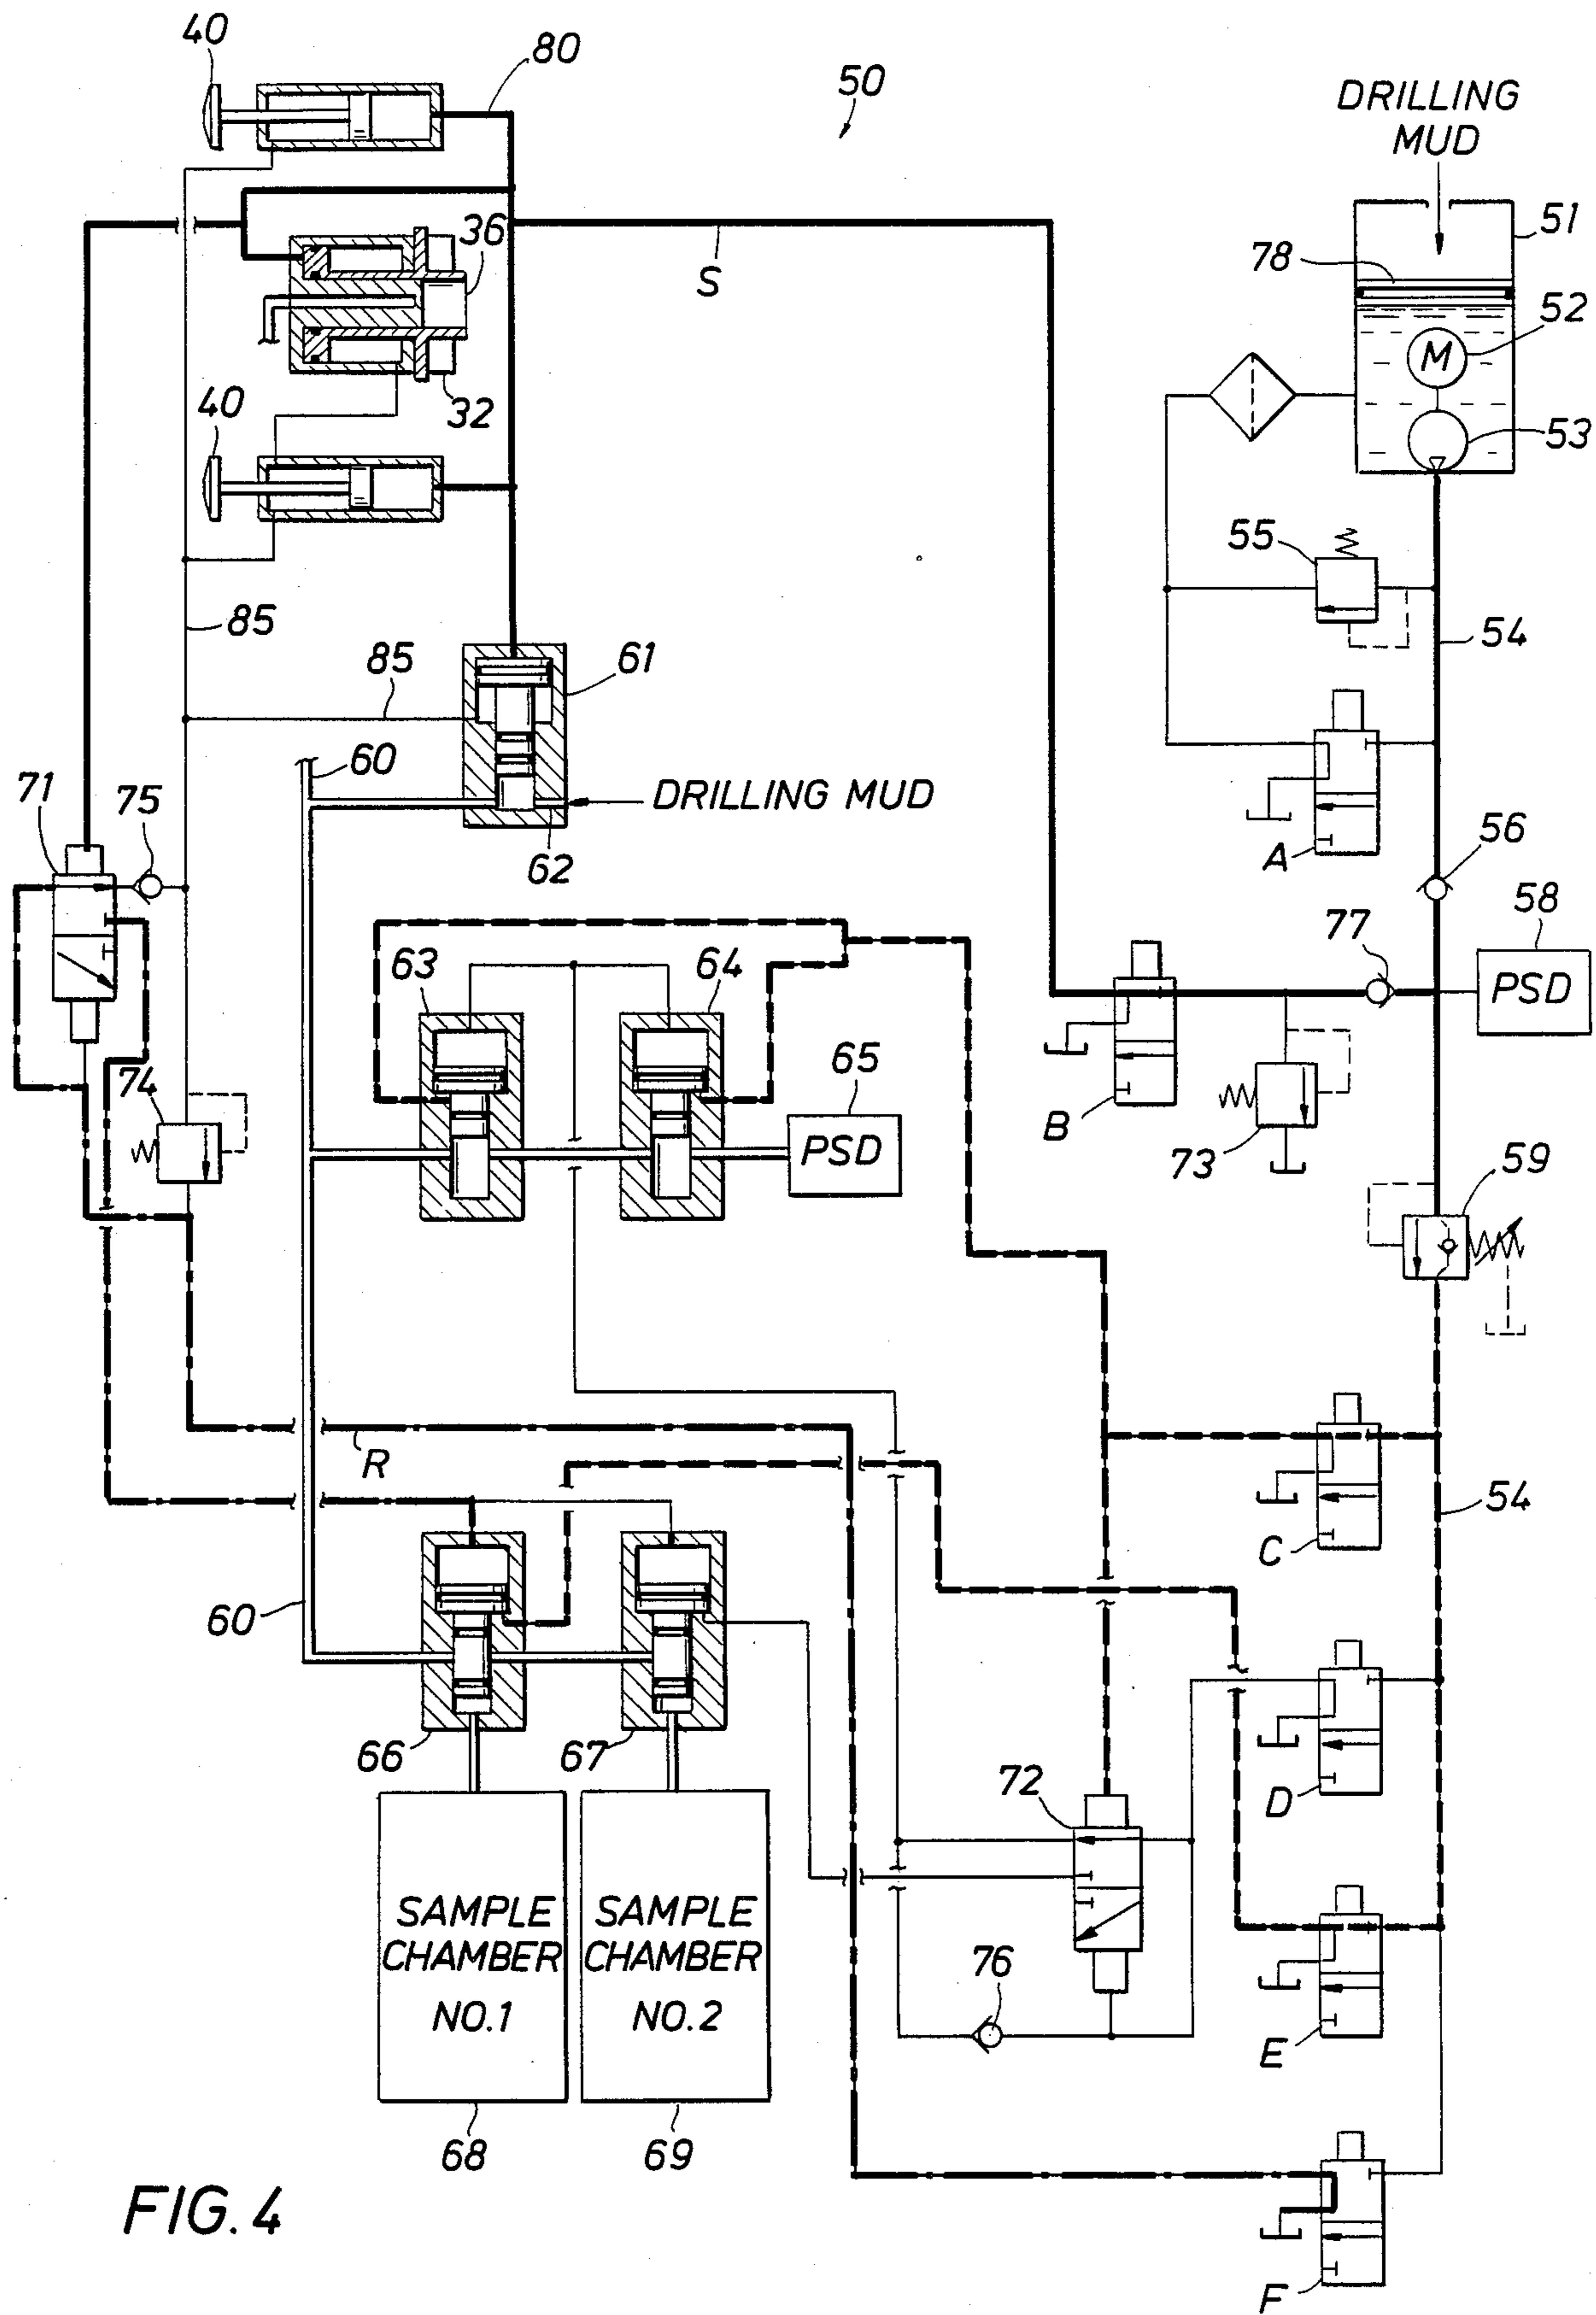 40
80
50
DRILLING
MUD
51
78
36
S
52
M
32
40
53
55
85
54
85
61
60
71
75
DRILLING MUD
A
62
56
58
77
63
64
PSD
74
65
B
PSD
73
59
R
54
C
60
66
67
72
D
SAMPLE
CHAMBER
NO.1
SAMPLE
CHAMBER
NO.2
76
E
68
69
FIG. 4
F